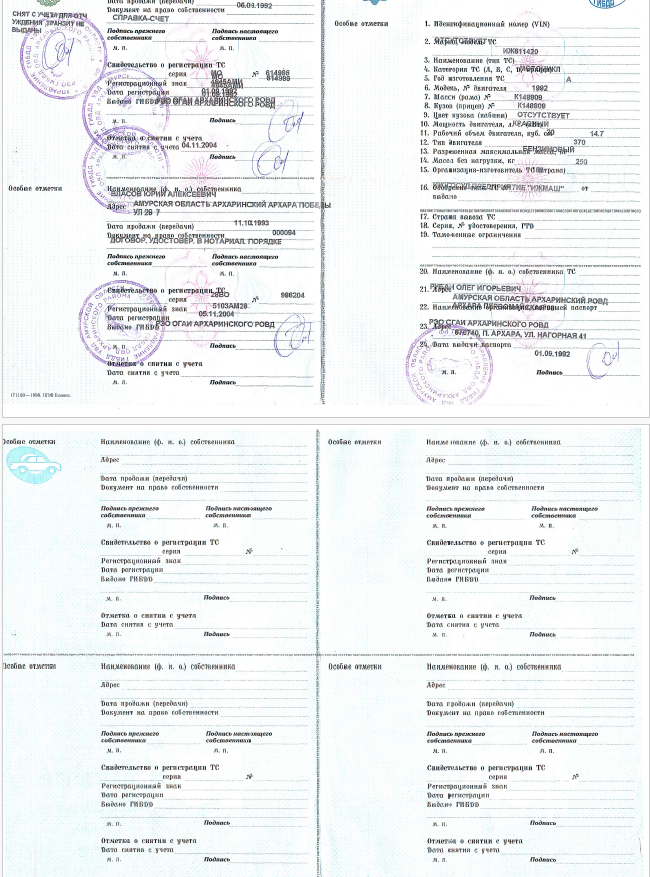 Дата продажи (передачи) 06.03.1992
Документ на право собственности
СПРАВКА-СЧЕТ
СНЯТ С УЧЕТА ДЛЯ ОТЧ
УЖДЕНИЯ ТРАНЗИТ НЕ
ВЫДАНЫ
Подпись прежнего собственника
Подпись настоящего собственника
М. П.
М. П.
Свидетельство о регистрации ТС
серия МО № 614986
Регистрационный знак 4945АМИ
Дата регистрации 01.09.1992
Выдано ГИБДД РЭО ОГАИ АРХАРИНСКОГО РОВД
М. П.
Подпись
Отметка о снятии с учета
Дата снятия с учета 04.11.2004
М. П.
Подпись
Особые отметки
Наименование (ф. и. о.) собственника
ВЛАСОВ ЮРИЙ АЛЕКСЕЕВИЧ
Адрес АМУРСКАЯ ОБЛАСТЬ АРХАРИНСКИЙ АРХАРА ПОБЕДЫ
УЛ 26 7
Дата продажи (передачи) 11.10.1993
Документ на право собственности 000094
ДОГОВОР, УДОСТОВЕР. В НОТАРИАЛ. ПОРЯДКЕ
Подпись прежнего собственника
Подпись настоящего собственника
М. П.
М. П.
Свидетельство о регистрации ТС
серия 28ВО № 986204
Регистрационный знак 5103АМ28
Дата регистрации 05.11.2004
Выдано ГИБДД РЭО ОГАИ АРХАРИНСКОГО РОВД
М. П.
Подпись
Отметка о снятии с учета
Дата снятия с учета
М. П.
Подпись
Особые отметки
1. Идентификационный номер (VIN)
ОТСУТСТВУЕТ
2. Марка, модель ТС
ИЖ611420
3. Наименование (тип ТС)
4. Категория ТС (А, В, С, D, прицеп) А
5. Год изготовления ТС
1992
6. Модель, № двигателя
7. Шасси (рама) № К149809
8. Кузов (прицеп) № К149809
ОТСУТСТВУЕТ
9. Цвет кузова (кабины)
КРАСНЫЙ
10. Мощность двигателя, л. с.
20 14.7
11. Рабочий объем двигателя, куб. см
370
12. Тип двигателя
БЕНЗИНОВЫЙ
13. Разрешенная максимальная масса, кг
14. Масса без нагрузки, кг 250
15. Организация-изготовитель ТС (страна)
16. Одобрение типа ТС № от
"ИЖМАШ"
выдано
17. Страна вывоза ТС
18. Серия, № удостоверения, ГТД
19. Таможенные ограничения
20. Наименование (ф. и. о.) собственника ТС
РУБАН ОЛЕГ ИГОРЬЕВИЧ
21. Адрес АМУРСКАЯ ОБЛАСТЬ АРХАРИНСКИЙ РОВД
АРХАРА ПЕРВОМАЙСКАЯ
22. Наименование организации, выдавшей паспорт
РЭО ОГАИ АРХАРИНСКОГО РОВД
23. Адрес 676740, П. АРХАРА, УЛ. НАГОРНАЯ 41
24. Дата выдачи паспорта
01.09.1992
М. П.
Подпись
Особые отметки
Наименование (ф. и. о.) собственника
Адрес
Дата продажи (передачи)
Документ на право собственности
Подпись прежнего собственника
Подпись настоящего собственника
М. П.
М. П.
Свидетельство о регистрации ТС
серия №
Регистрационный знак
Дата регистрации
Выдано ГИБДД
М. П.
Подпись
Отметка о снятии с учета
Дата снятия с учета
М. П.
Подпись
Особые отметки
Наименование (ф. и. о.) собственника
Адрес
Дата продажи (передачи)
Документ на право собственности
Подпись прежнего собственника
Подпись настоящего собственника
М. П.
М. П.
Свидетельство о регистрации ТС
серия №
Регистрационный знак
Дата регистрации
Выдано ГИБДД
М. П.
Подпись
Отметка о снятии с учета
Дата снятия с учета
М. П.
Подпись
Особые отметки
Наименование (ф. и. о.) собственника
Адрес
Дата продажи (передачи)
Документ на право собственности
Подпись прежнего собственника
Подпись настоящего собственника
М. П.
М. П.
Свидетельство о регистрации ТС
серия №
Регистрационный знак
Дата регистрации
Выдано ГИБДД
М. П.
Подпись
Отметка о снятии с учета
Дата снятия с учета
М. П.
Подпись
Особые отметки
Наименование (ф. и. о.) собственника
Адрес
Дата продажи (передачи)
Документ на право собственности
Подпись прежнего собственника
Подпись настоящего собственника
М. П.
М. П.
Свидетельство о регистрации ТС
серия №
Регистрационный знак
Дата регистрации
Выдано ГИБДД
М. П.
Подпись
Отметка о снятии с учета
Дата снятия с учета
М. П.
Подпись